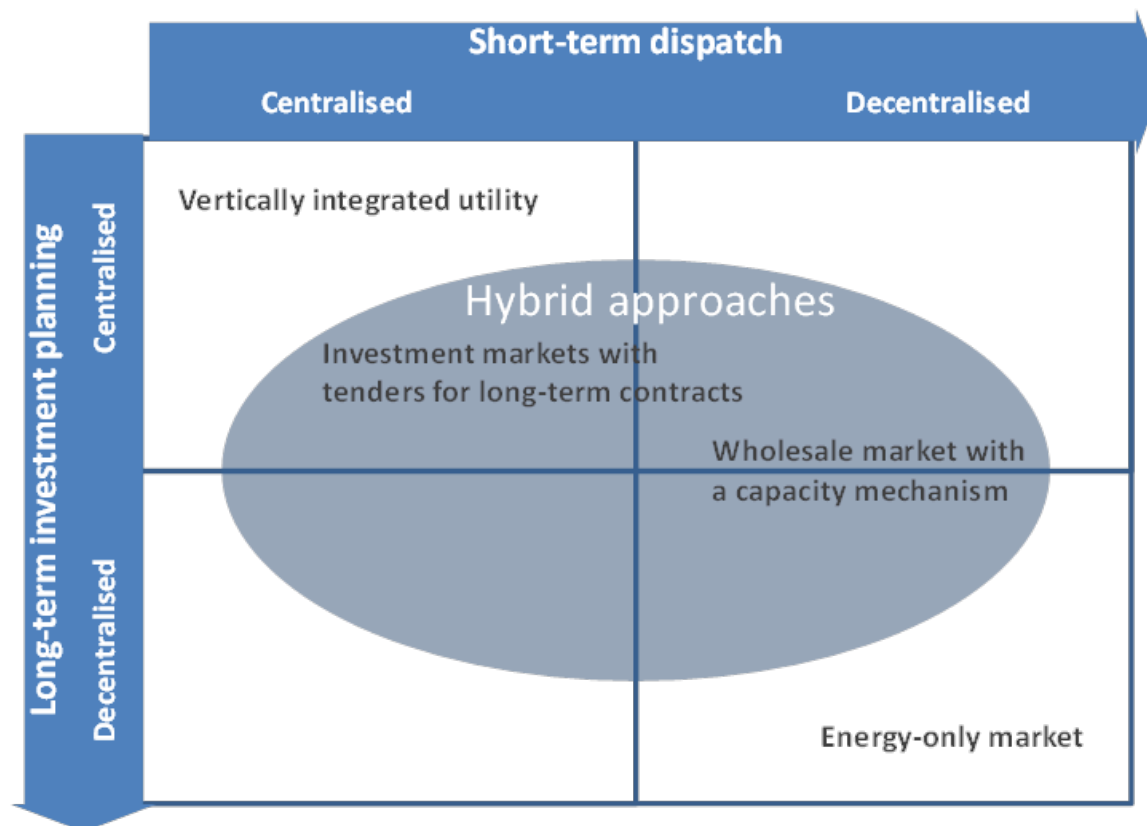 Short-term dispatch
Centralised
Decentralised
Long-term investment planning
Centralised
Decentralised
Vertically integrated utility
Hybrid approaches
Investment markets with
tenders for long-term contracts
Wholesale market with
a capacity mechanism
Energy-only market